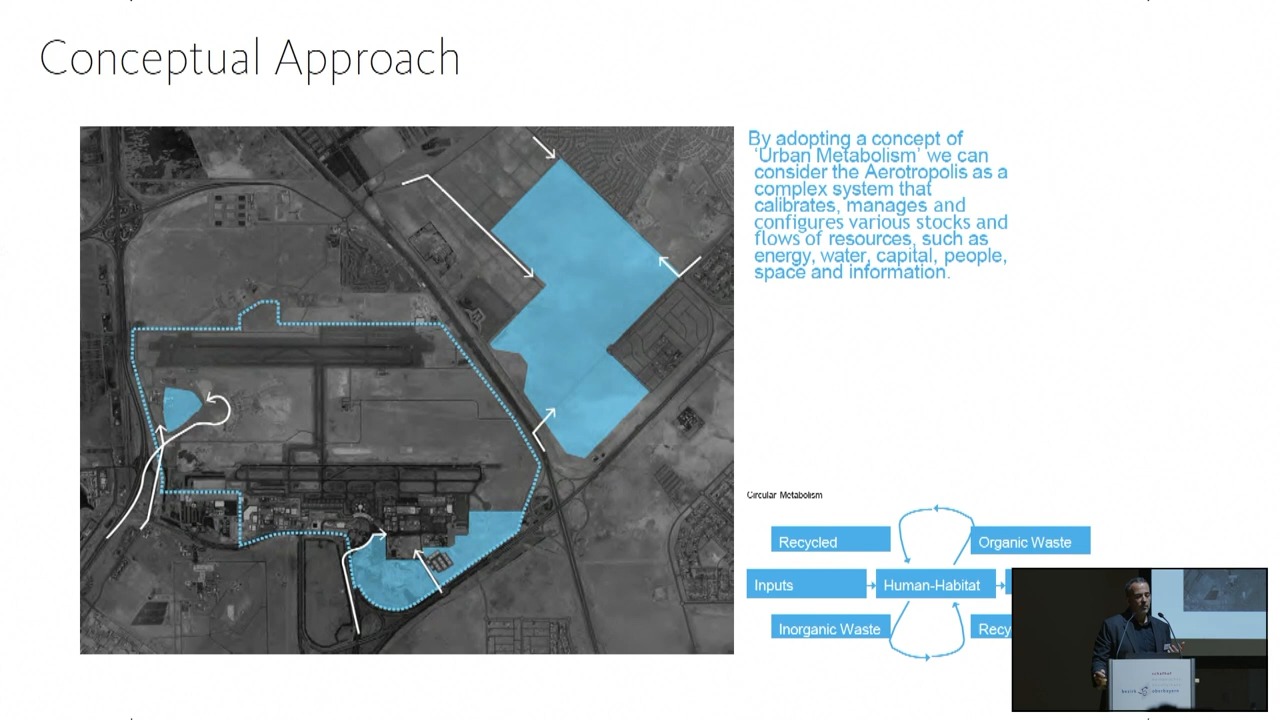 Conceptual Approach
By adopting a concept of
‘Urban Metabolism’ we can
consider the Aerotropolis as a
complex system that
calibrates, manages and
configures various stocks and
flows of resources, such as
energy, water, capital, people,
space and information.
Circular Metabolism
Recycled
Organic Waste
Inputs
Human-Habitat
Inorganic Waste
Recy
bezirk oberbayern